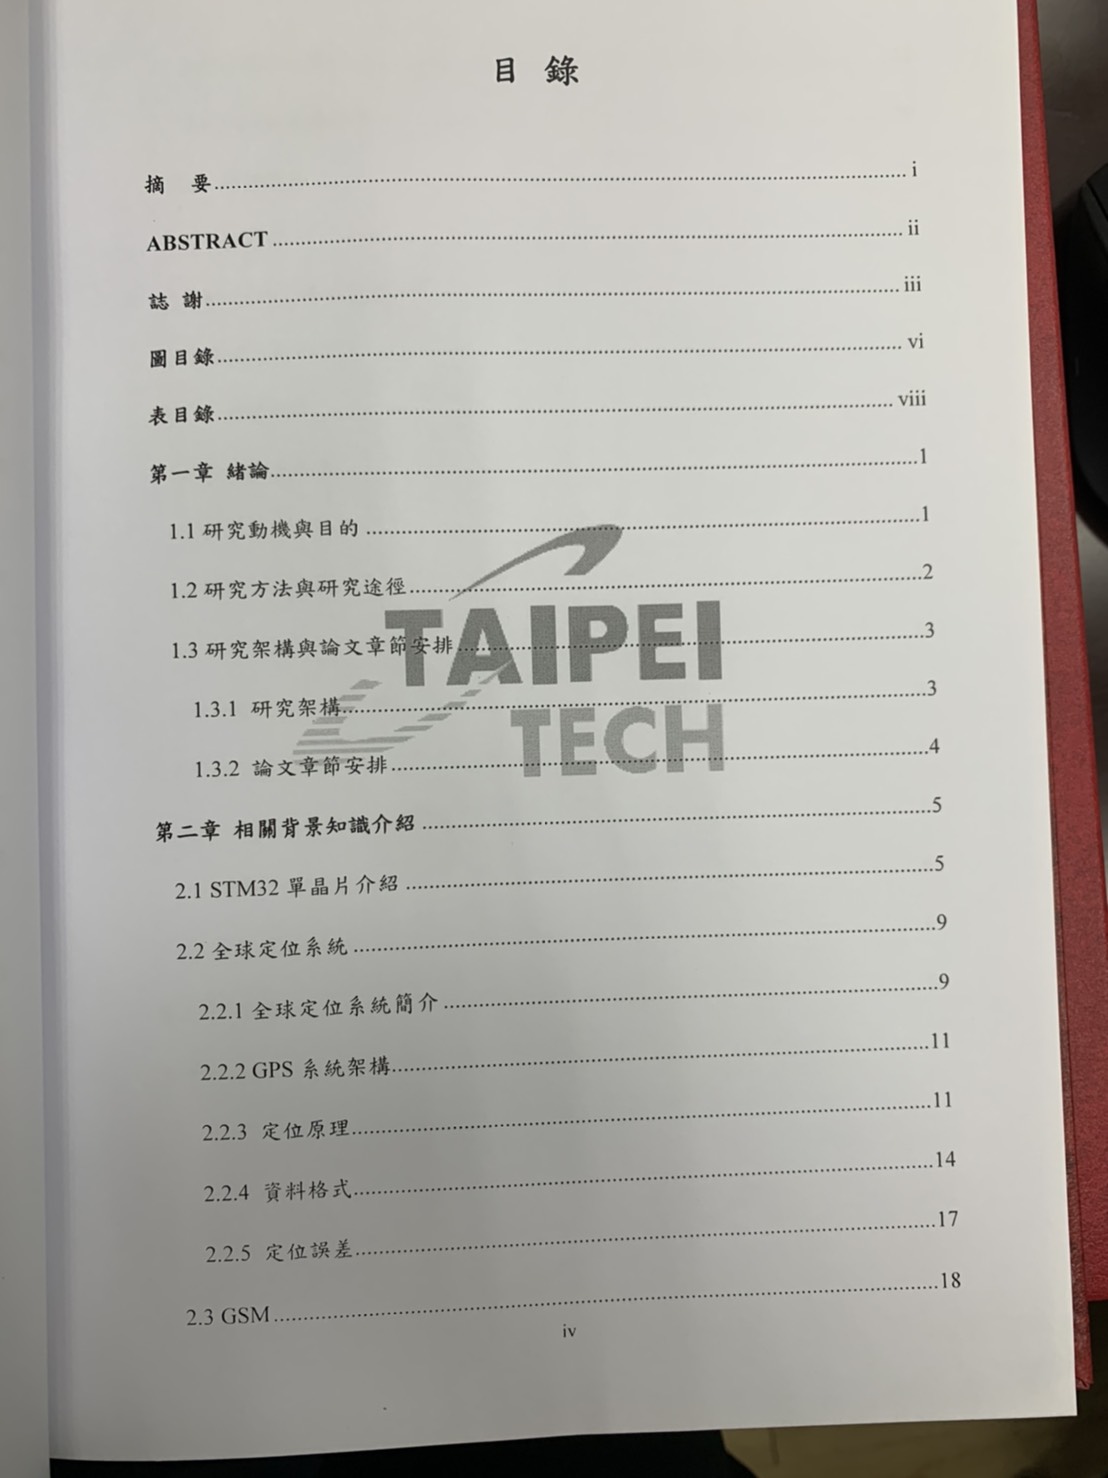 目 錄
摘 要 i
ABSTRACT ii
誌 謝 iii
圖目錄 vi
表目錄 viii
第一章 緒論 1
1.1 研究動機與目的 1
1.2 研究方法與研究途徑 2
1.3 研究架構與論文章節安排 3
1.3.1 研究架構 3
1.3.2 論文章節安排 4
TAIPEI
TECH
第二章 相關背景知識介紹 5
2.1 STM32 單晶片介紹 5
2.2 全球定位系統 9
2.2.1 全球定位系統簡介 9
2.2.2 GPS 系統架構 11
2.2.3 定位原理 11
2.2.4 資料格式 14
2.2.5 定位誤差 17
2.3 GSM 18
iv